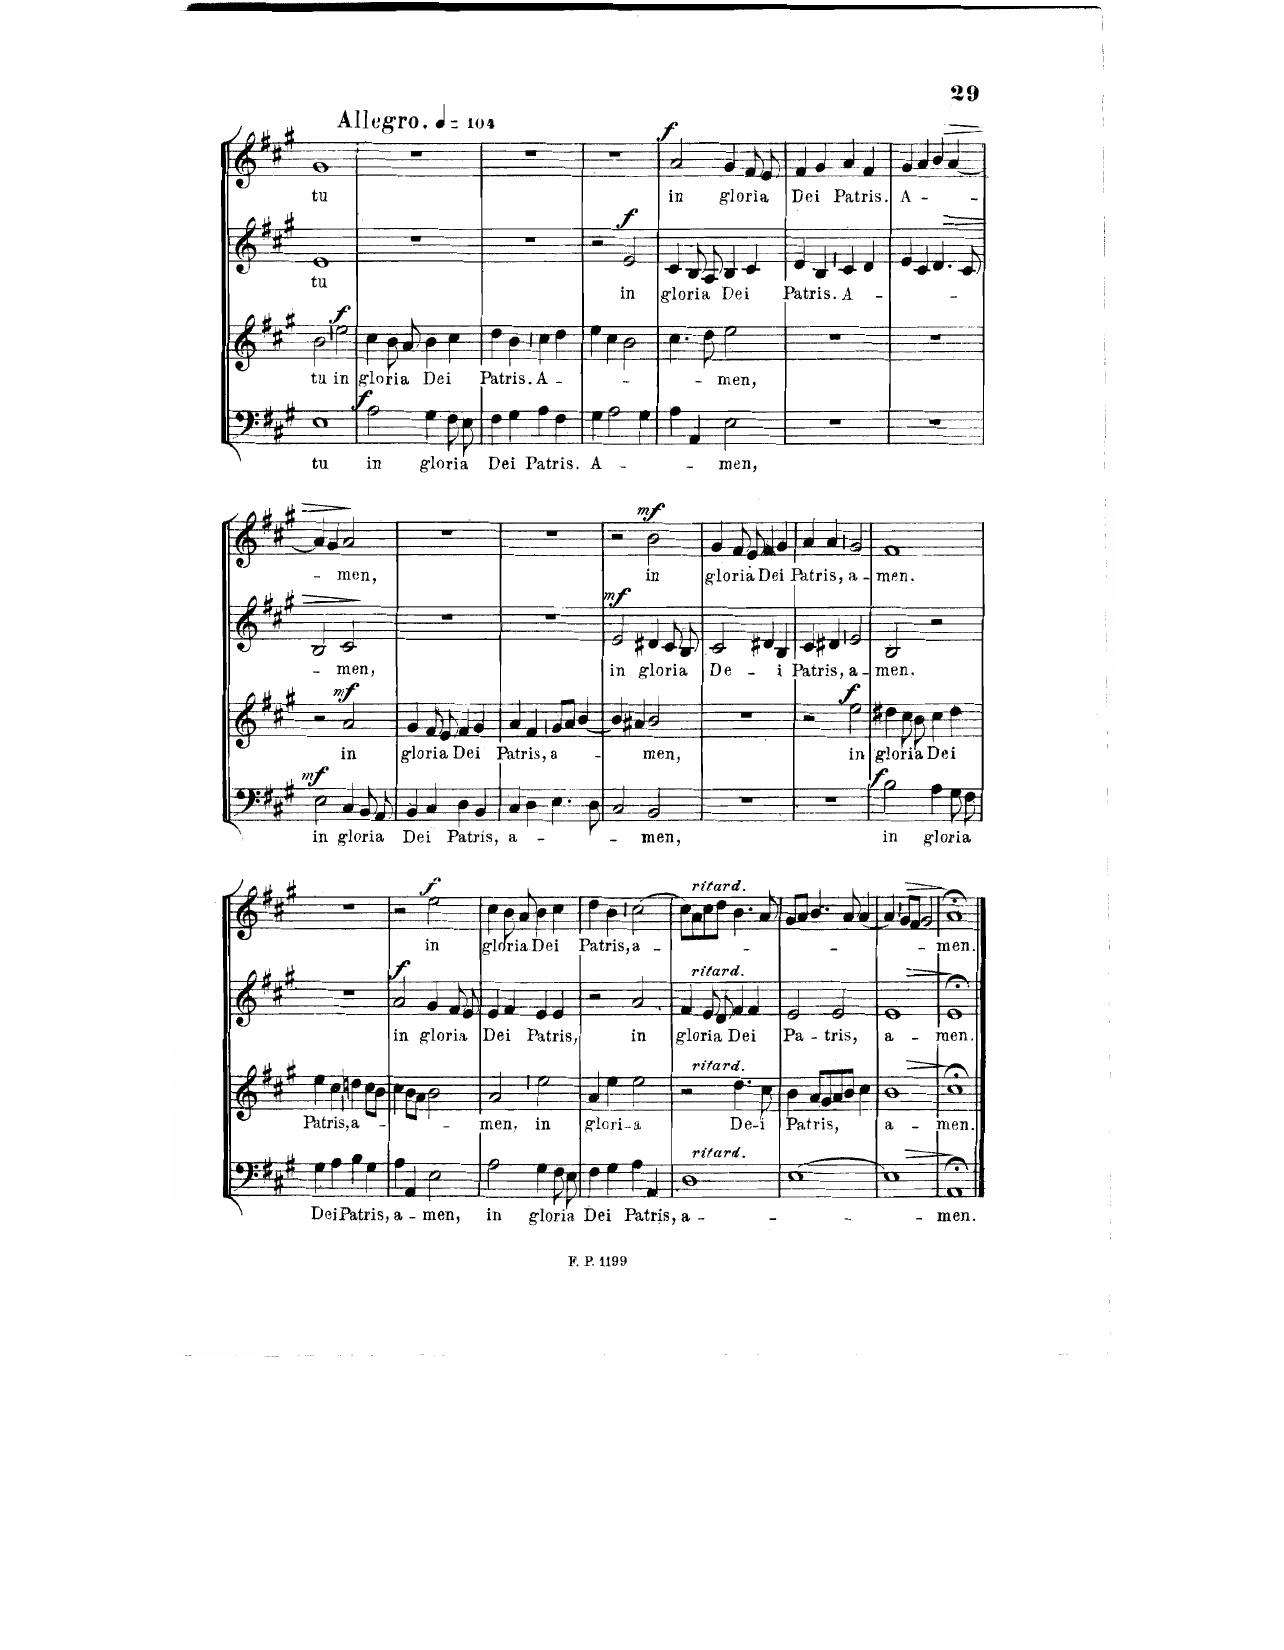 29
Allegro. ♩= 104
f
tu in gloria Dei Patris. A - -
f
tu in gloria Dei Patris. A - -
f
tu in gloria Dei Patris. A - - - men,
f
tu in gloria Dei Patris. A - - men,
mf
- men, in gloria Dei Patris, a - men.
mf
- men, in gloria De - i Patris, a - men.
mf f
in gloria Dei Patris, a - men, in gloria Dei
mf f
in gloria Dei Patris, a - - men, in gloria
f ritard.
in gloria Dei Patris, a - - - - men.
f ritard.
in gloria Dei Patris, in gloria Dei Pa - tris, a - men.
ritard.
Patris, a - - men, in glori - a De - i Patris, a - men.
ritard.
Dei Patris, a - men, in gloria Dei Patris, a - - - - men.
F. P. 1199